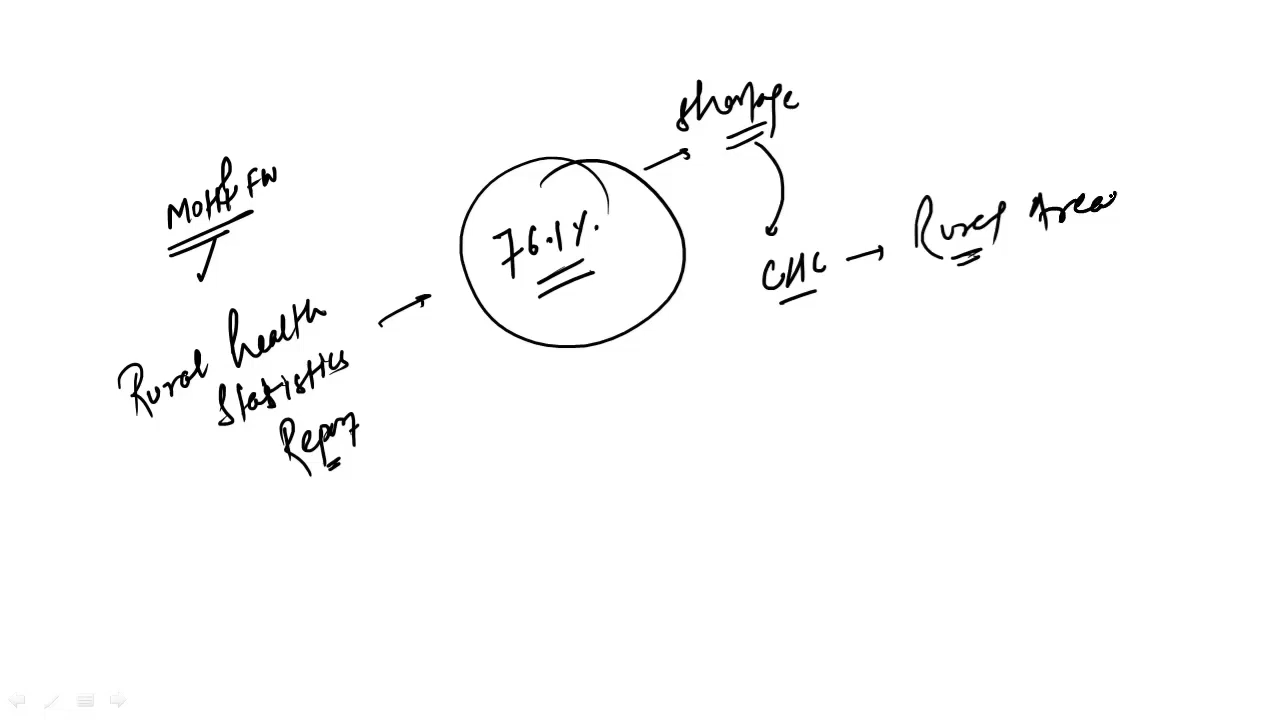 MOHFW
Rural health
Statistics
Report
76.1%.
Shortage
CHC
Rural Area